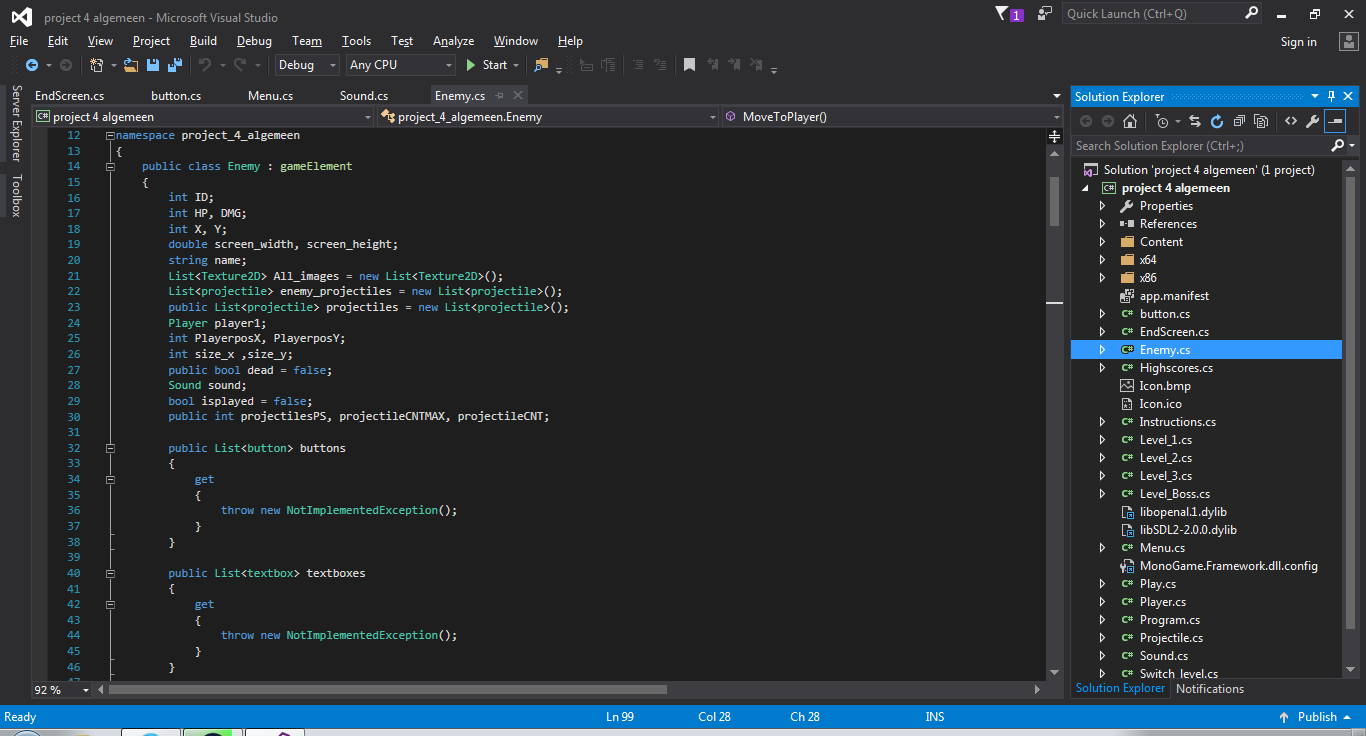 project 4 algemeen - Microsoft Visual Studio
1
Quick Launch (Ctrl+Q)
File Edit View Project Build Debug Team Tools Test Analyze Window Help
Sign in
Debug Any CPU Start
Server Explorer
Toolbox
EndScreen.cs button.cs Menu.cs Sound.cs Enemy.cs
C# project 4 algemeen project_4_algemeen.Enemy MoveToPlayer()
12 namespace project_4_algemeen
13 {
14 public class Enemy : gameElement
15 {
16 int ID;
17 int HP, DMG;
18 int X, Y;
19 double screen_width, screen_height;
20 string name;
21 List<Texture2D> All_images = new List<Texture2D>();
22 List<projectile> enemy_projectiles = new List<projectile>();
23 public List<projectile> projectiles = new List<projectile>();
24 Player player1;
25 int PlayerposX, PlayerposY;
26 int size_x ,size_y;
27 public bool dead = false;
28 Sound sound;
29 bool isplayed = false;
30 public int projectilesPS, projectileCNTMAX, projectileCNT;
31
32 public List<button> buttons
33 {
34 get
35 {
36 throw new NotImplementedException();
37 }
38 }
39
40 public List<textbox> textboxes
41 {
42 get
43 {
44 throw new NotImplementedException();
45 }
46 }
92 %
Solution Explorer
Search Solution Explorer (Ctrl+;)
Solution 'project 4 algemeen' (1 project)
C# project 4 algemeen
Properties
References
Content
x64
x86
app.manifest
C# button.cs
C# EndScreen.cs
C# Enemy.cs
C# Highscores.cs
Icon.bmp
Icon.ico
C# Instructions.cs
C# Level_1.cs
C# Level_2.cs
C# Level_3.cs
C# Level_Boss.cs
libopenal.1.dylib
libSDL2-2.0.0.dylib
C# Menu.cs
MonoGame.Framework.dll.config
C# Play.cs
C# Player.cs
C# Program.cs
C# Projectile.cs
C# Sound.cs
C# Switch_level.cs
Solution Explorer Notifications
Ready Ln 99 Col 28 Ch 28 INS Publish